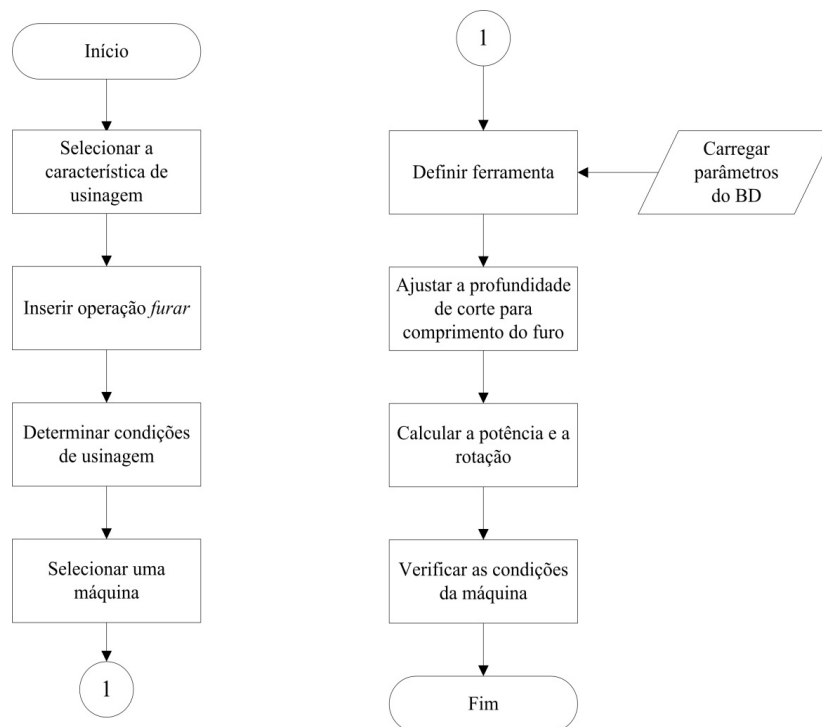 Início
Selecionar a
característica de
usinagem
Inserir operação furar
Determinar condições
de usinagem
Selecionar uma
máquina
1
1
Definir ferramenta
Carregar
parâmetros
do BD
Ajustar a profundidade
de corte para
comprimento do furo
Calcular a potência e a
rotação
Verificar as condições
da máquina
Fim